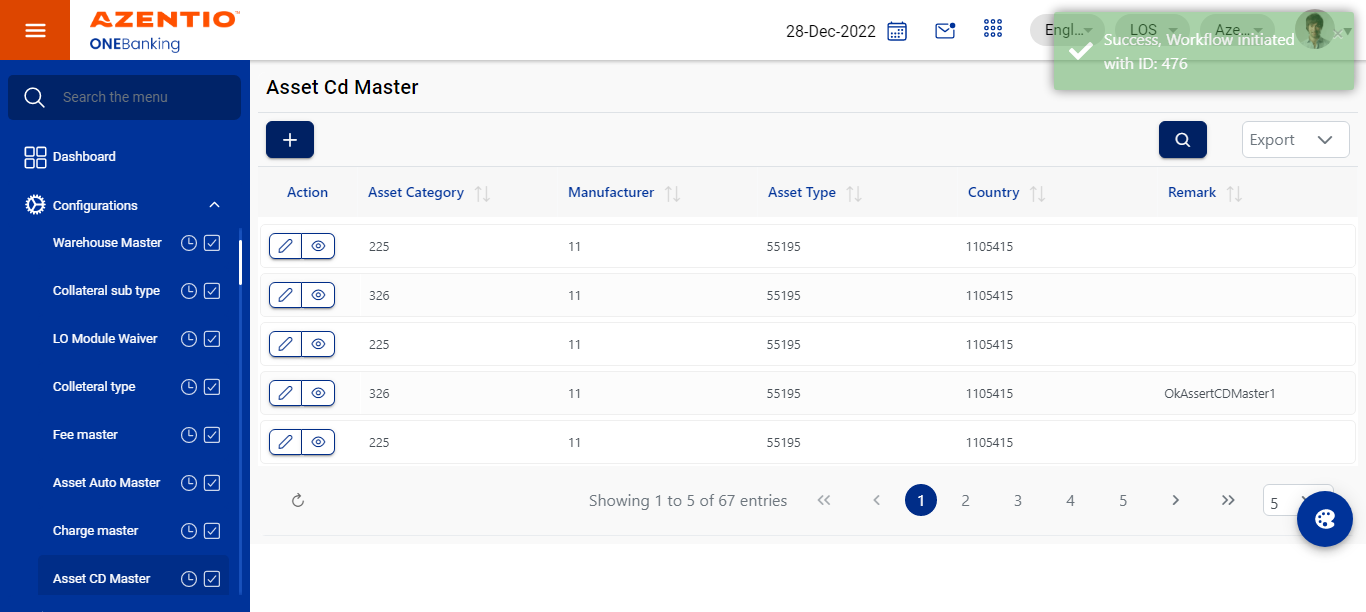 AZENTIO™
ONEBanking
28-Dec-2022
Engl...
LOS
Aze...
Success, Workflow initiated
with ID: 476
Search the menu
Dashboard
Configurations
Warehouse Master
Collateral sub type
LO Module Waiver
Colleteral type
Fee master
Asset Auto Master
Charge master
Asset CD Master
Asset Cd Master
+
Export
Action Asset Category Manufacturer Asset Type Country Remark
225 11 55195 1105415
326 11 55195 1105415
225 11 55195 1105415
326 11 55195 1105415 OkAssertCDMaster1
225 11 55195 1105415
Showing 1 to 5 of 67 entries « ‹ 1 2 3 4 5 › » 5